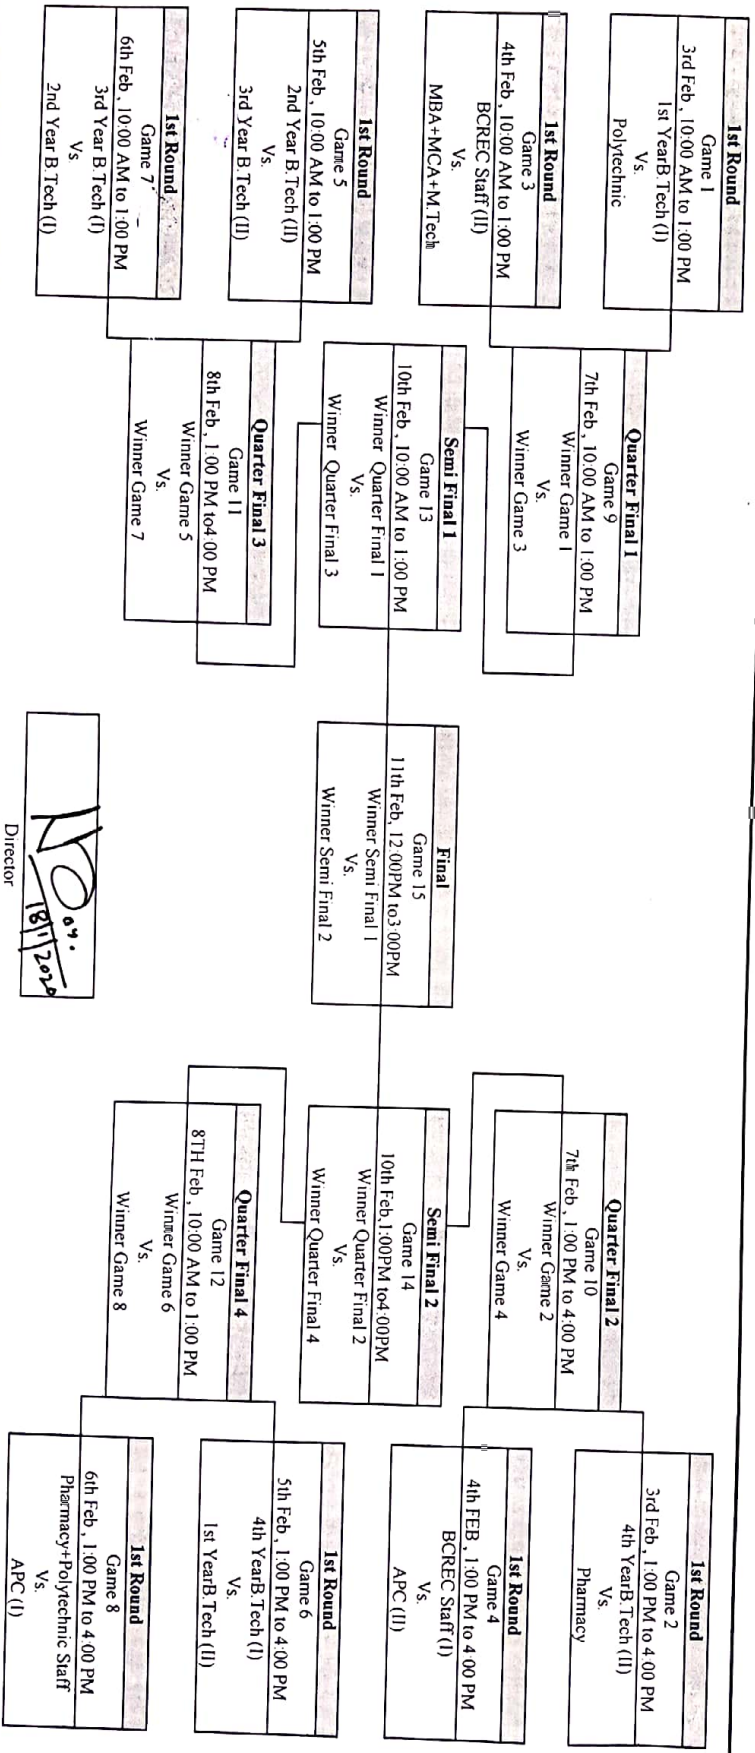 1st Round
Game 1
3rd Feb , 10:00 AM to 1:00 PM
1st YearB.Tech (I)
Vs.
Polytechnic
1st Round
Game 3
4th Feb , 10:00 AM to 1:00 PM
BCREC Staff (II)
Vs.
MBA+MCA+M.Tech
1st Round
Game 5
5th Feb , 10:00 AM to 1:00 PM
2nd Year B.Tech (II)
Vs.
3rd Year B.Tech (II)
1st Round
Game 7
6th Feb , 10:00 AM to 1:00 PM
3rd Year B.Tech (I)
Vs
2nd Year B.Tech (I)
Quarter Final 1
Game 9
7th Feb , 10:00 AM to 1:00 PM
Winner Game 1
Vs.
Winner Game 3
Semi Final 1
Game 13
10th Feb , 10:00 AM to 1:00 PM
Winner Quarter Final 1
Vs.
Winner Quarter Final 3
Quarter Final 3
Game 11
8th Feb , 1:00 PM to4:00 PM
Winner Game 5
Vs.
Winner Game 7
Final
Game 15
11th Feb, 12:00PM to3:00PM
Winner Semi Final 1
Vs.
Winner Semi Final 2
18/1/2020
Director
Quarter Final 2
Game 10
7th Feb , 1:00 PM to 4:00 PM
Winner Game 2
Vs.
Winner Game 4
Semi Final 2
Game 14
10th Feb,1:00PM to4:00PM
Winner Quarter Final 2
Vs.
Winner Quarter Final 4
Quarter Final 4
Game 12
8TH Feb , 10:00 AM to 1:00 PM
Winner Game 6
Vs.
Winner Game 8
1st Round
Game 2
3rd Feb , 1:00 PM to 4:00 PM
4th YearB.Tech (II)
Vs.
Pharmacy
1st Round
Game 4
4th FEB , 1:00 PM to 4:00 PM
BCREC Staff (I)
Vs.
APC (II)
1st Round
Game 6
5th Feb , 1:00 PM to 4:00 PM
4th YearB.Tech (I)
Vs.
1st YearB.Tech (II)
1st Round
Game 8
6th Feb , 1:00 PM to 4:00 PM
Pharmacy+Polytechnic Staff
Vs.
APC (I)